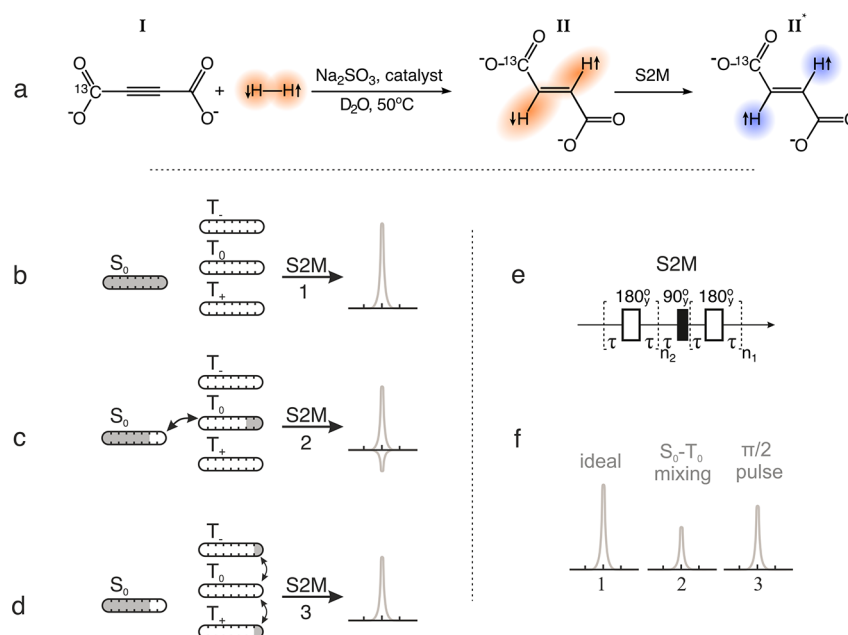 I
II
II*
a
O
13C
-O
O
O-
+
↓H—H↑
Na2SO3, catalyst
D2O, 50°C
-O-13C
O
H↑
↓H
O
-O
S2M
-O-13C
O
H↑
↑H
O
-O
b
S0
T-
T0
T+
S2M
1
c
S0
T-
T0
T+
S2M
2
d
S0
T-
T0
T+
S2M
3
e
S2M
180°y 90°y 180°y
τ τ τ n2 τ τ n1
f
ideal
S0-T0
mixing
π/2
pulse
1 2 3